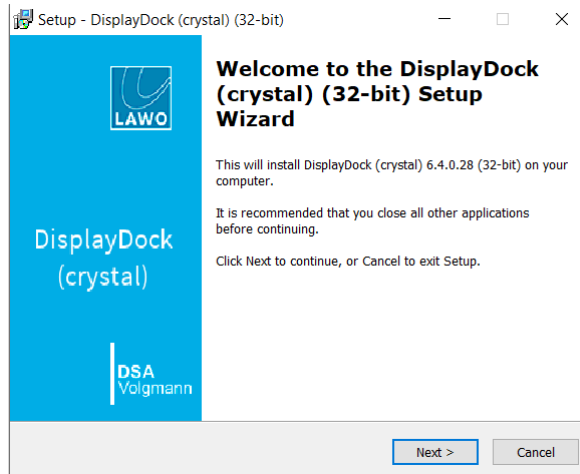 Setup - DisplayDock (crystal) (32-bit)
LAWO
DisplayDock
(crystal)
DSA
Volgmann
Welcome to the DisplayDock
(crystal) (32-bit) Setup
Wizard
This will install DisplayDock (crystal) 6.4.0.28 (32-bit) on your
computer.
It is recommended that you close all other applications
before continuing.
Click Next to continue, or Cancel to exit Setup.
Next >
Cancel